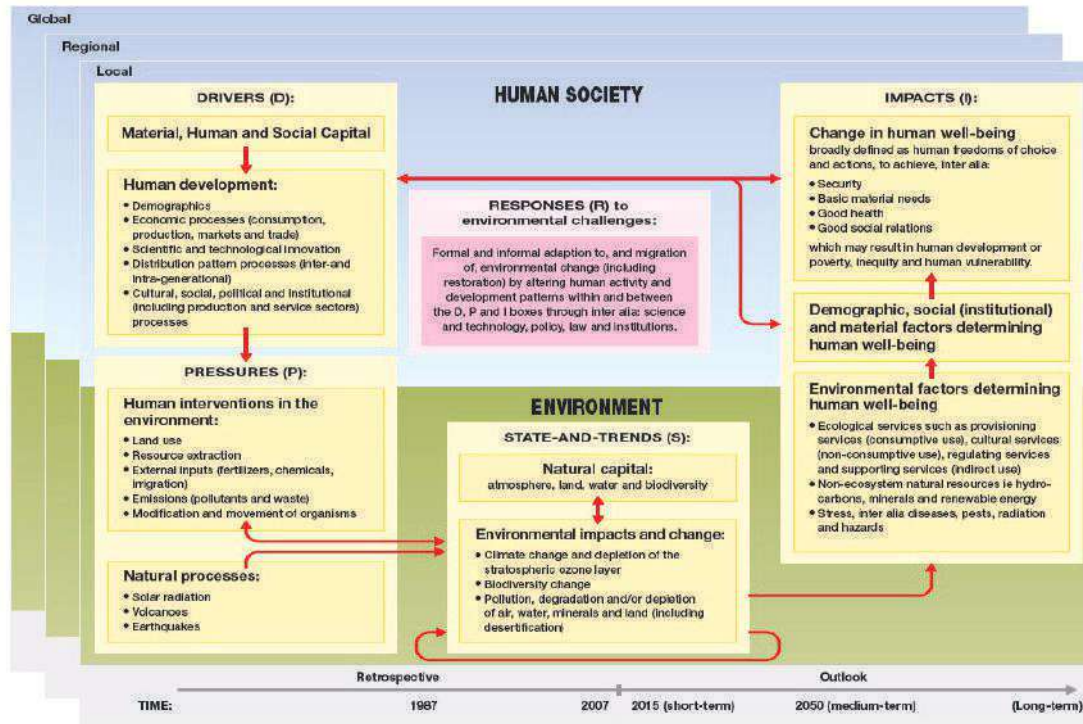 Global
Regional
Local
HUMAN SOCIETY
DRIVERS (D):
Material, Human and Social Capital
Human development:
• Demographics
• Economic processes (consumption,
production, markets and trade)
• Scientific and technological innovation
• Distribution pattern processes (inter-and
intra-generational)
• Cultural, social, political and institutional
(including production and service sectors)
processes
PRESSURES (P):
Human interventions in the
environment:
• Land use
• Resource extraction
• External inputs (fertilizers, chemicals,
irrigation)
• Emissions (pollutants and waste)
• Modification and movement of organisms
Natural processes:
• Solar radiation
• Volcanoes
• Earthquakes
RESPONSES (R) to
environmental challenges:
Formal and informal adaption to, and migration
of, environmental change (including
restoration) by altering human activity and
development patterns within and between
the D, P and I boxes through inter alia: science
and technology, policy, law and institutions.
ENVIRONMENT
STATE-AND-TRENDS (S):
Natural capital:
atmosphere, land, water and biodiversity
Environmental impacts and change:
• Climate change and depletion of the
stratospheric ozone layer
• Biodiversity change
• Pollution, degradation and/or depletion
of air, water, minerals and land (including
desertification)
IMPACTS (I):
Change in human well-being
broadly defined as human freedoms of choice
and actions, to achieve, inter alia:
• Security
• Basic material needs
• Good health
• Good social relations
which may result in human development or
poverty, inequity and human vulnerability.
Demographic, social (institutional)
and material factors determining
human well-being
Environmental factors determining
human well-being
• Ecological services such as provisioning
services (consumptive use), cultural services
(non-consumptive use), regulating services
and supporting services (indirect use)
• Non-ecosystem natural resources ie hydro-
carbons, minerals and renewable energy
• Stress, inter alia diseases, pests, radiation
and hazards
Retrospective Outlook
TIME: 1987 2007 2015 (short-term) 2050 (medium-term) (Long-term)